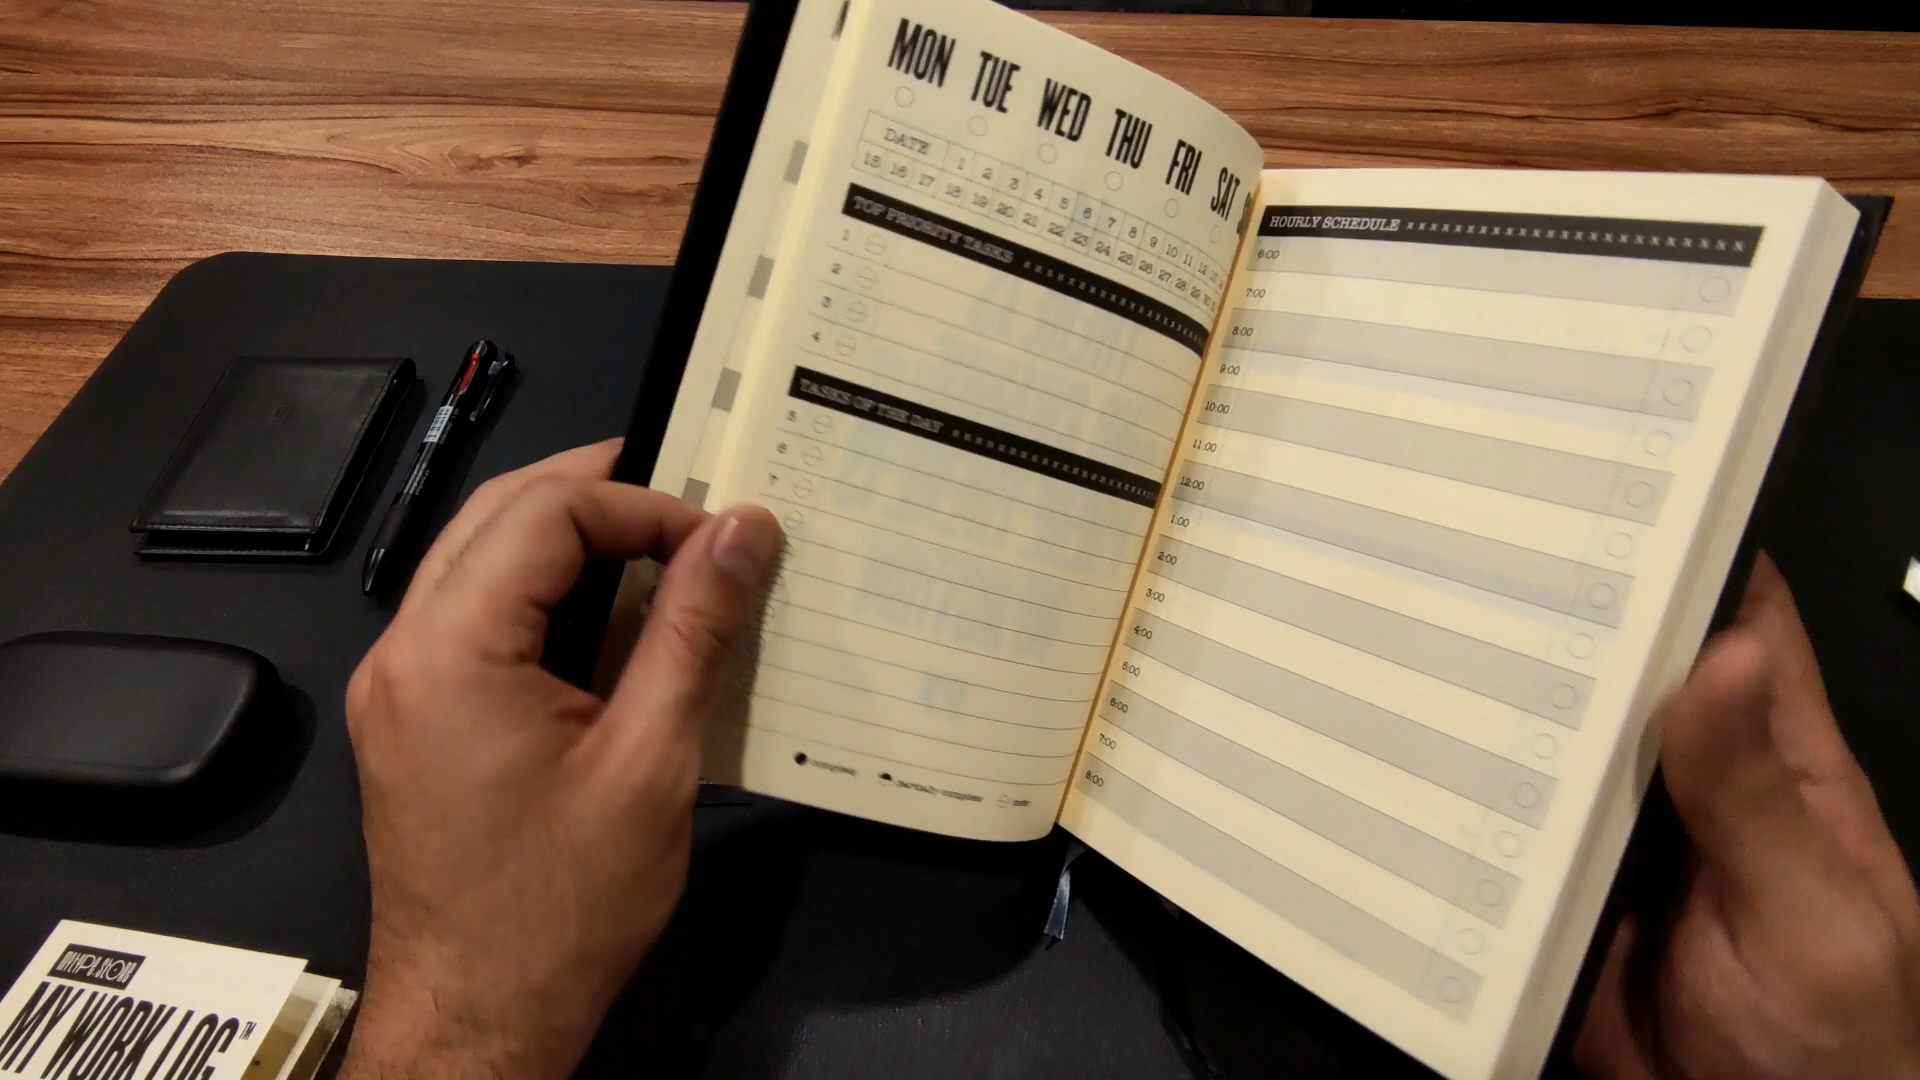 MON TUE WED THU FRI SAT
DATE 1 2 3 4 5 6 7 8 9 10 11 12 13
15 16 17 18 19 20 21 22 23 24 25 26 27 28 29 30
TOP PRIORITY TASKS
1
2
3
4
TASKS OF THE DAY
5
6
7
complete partially complete
HOURLY SCHEDULE
6:00
7:00
8:00
9:00
10:00
11:00
12:00
1:00
2:00
3:00
4:00
5:00
6:00
7:00
8:00
MY WORK LOG™